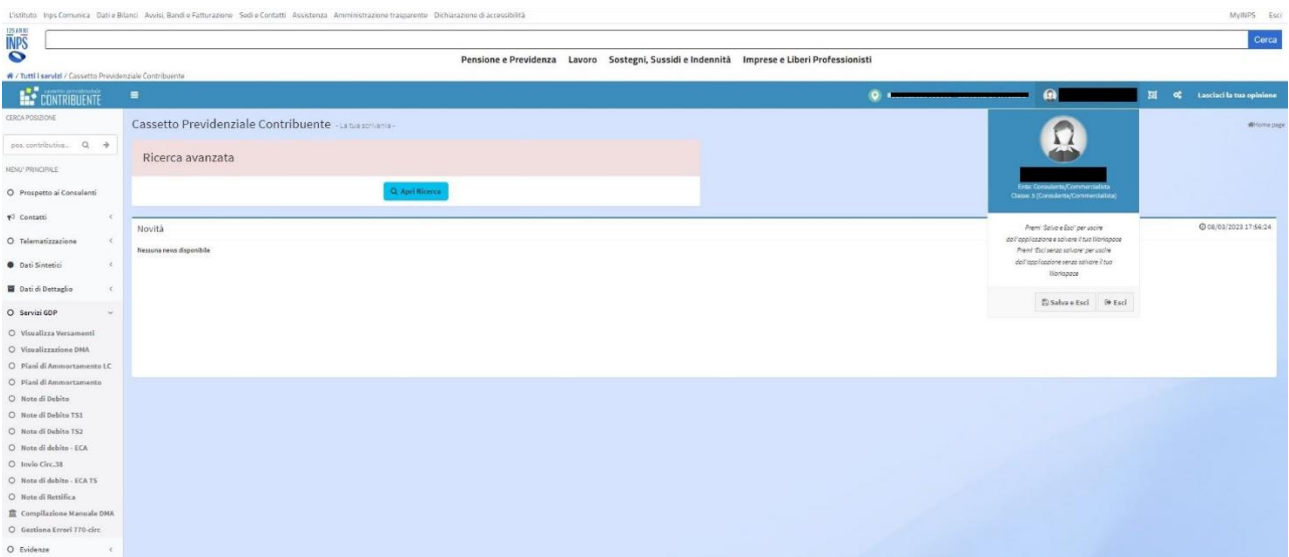 L'istituto Inps Comunica Dati e Bilanci Avvisi, Bandi e Fatturazione Sedi e Contatti Assistenza Amministrazione trasparente Dichiarazione di accessibilità MyINPS Esci
125 ANNI
INPS
Cerca
Pensione e Previdenza Lavoro Sostegni, Sussidi e Indennità Imprese e Liberi Professionisti
/ Tutti i servizi / Cassetto Previdenziale Contribuente
cassetto previdenziale
CONTRIBUENTE
Lasciaci la tua opinione
CERCA POSIZIONE
Cassetto Previdenziale Contribuente - La tua scrivania -
Home page
pos. contributiva..
Ricerca avanzata
MENU' PRINCIPALE
Apri Ricerca
Prospetto ai Consulenti
Ente: Consulente/Commercialista
Classe: 5 (Consulente/Commercialista)
Contatti
Novità
08/03/2023 17:56:24
Premi 'Salva e Esci' per uscire
dall'applicazione e salvare il tuo Workspace
Premi 'Esci senza salvare' per uscire
dall'applicazione senza salvare il tuo
Workspace
Telematizzazione
Nessuna news disponibile
Dati Sintetici
Dati di Dettaglio
Salva e Esci Esci
Servizi GDP
Visualizza Versamenti
Visualizzazione DMA
Piani di Ammortamento LC
Piani di Ammortamento
Note di Debito
Note di Debito TS1
Note di Debito TS2
Note di debito - ECA
Invio Circ.38
Note di debito - ECA TS
Note di Rettifica
Compilazione Manuale DMA
Gestione Errori 770-circ
Evidenze